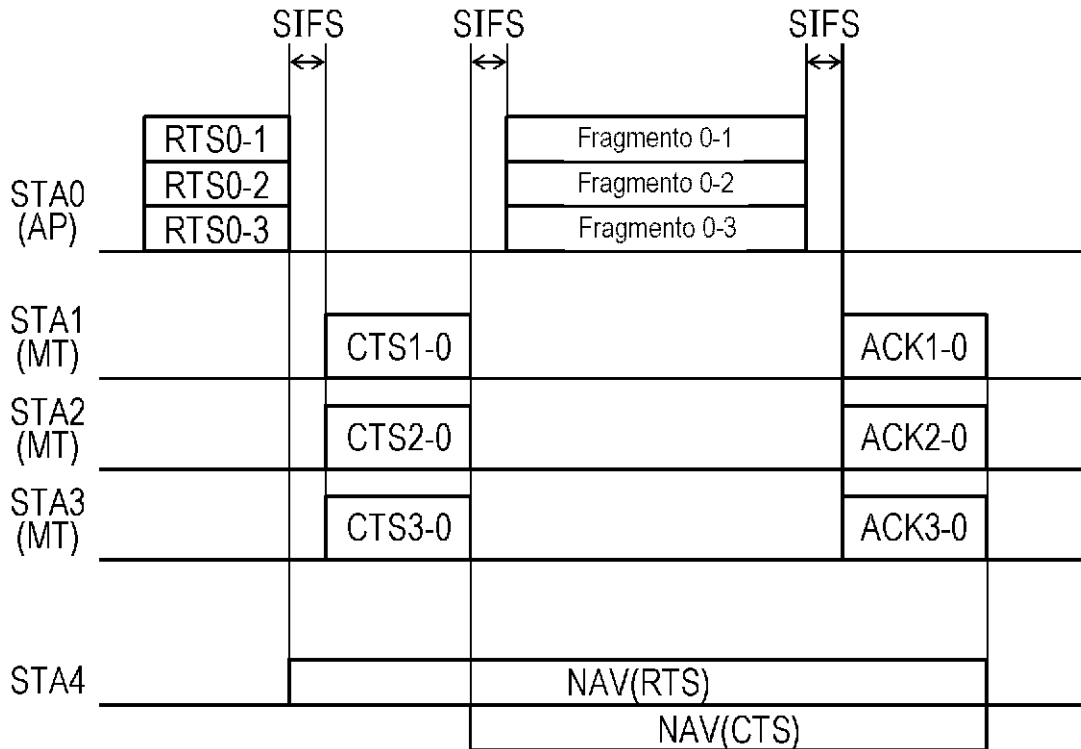 SIFS SIFS SIFS
RTS0-1 Fragmento 0-1
RTS0-2 Fragmento 0-2
RTS0-3 Fragmento 0-3
STA0
(AP)
STA1
(MT)
CTS1-0 ACK1-0
STA2
(MT)
CTS2-0 ACK2-0
STA3
(MT)
CTS3-0 ACK3-0
STA4
NAV(RTS)
NAV(CTS)